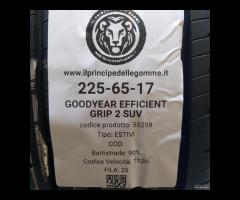 www.ilprincipedellegomme.it
225-65-17
GOODYEAR EFFICIENT
GRIP 2 SUV
codice prodotto: 55298
Tipo: ESTIVI
COD:
Battistrada: 90%
Codice Velocità: 102H
FILA: 28